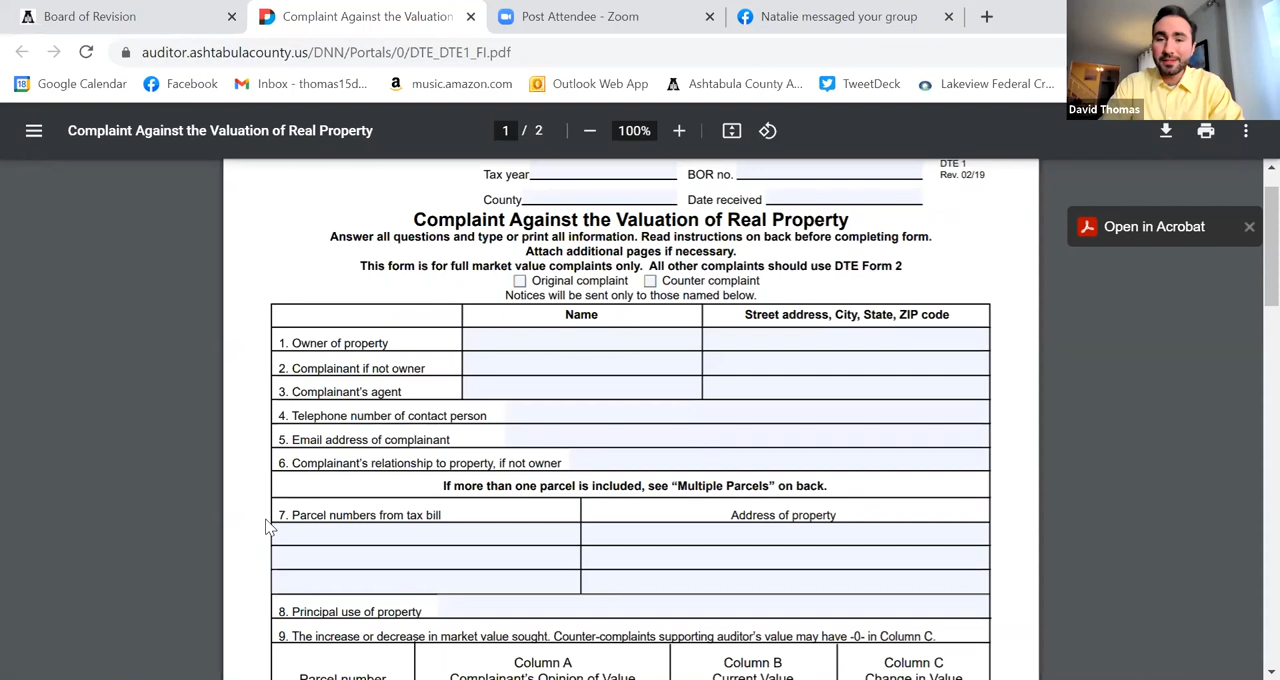 Board of Revision
Complaint Against the Valuation
Post Attendee - Zoom
Natalie messaged your group
auditor.ashtabulacounty.us/DNN/Portals/0/DTE_DTE1_FI.pdf
18 Google Calendar
Facebook
Inbox - thomas15d...
music.amazon.com
Outlook Web App
Ashtabula County A...
TweetDeck
Lakeview Federal Cr...
David Thomas
Complaint Against the Valuation of Real Property
1 / 2
100%
Open in Acrobat
Tax year
BOR no.
DTE 1
Rev. 02/19
County
Date received
Complaint Against the Valuation of Real Property
Answer all questions and type or print all information. Read instructions on back before completing form.
Attach additional pages if necessary.
This form is for full market value complaints only. All other complaints should use DTE Form 2
Original complaint
Counter complaint
Notices will be sent only to those named below.
Name
Street address, City, State, ZIP code
1. Owner of property
2. Complainant if not owner
3. Complainant's agent
4. Telephone number of contact person
5. Email address of complainant
6. Complainant's relationship to property, if not owner
If more than one parcel is included, see "Multiple Parcels" on back.
7. Parcel numbers from tax bill
Address of property
8. Principal use of property
9. The increase or decrease in market value sought. Counter-complaints supporting auditor's value may have -0- in Column C.
Parcel number
Column A
Complainant's Opinion of Value
Column B
Current Value
Column C
Change in Value